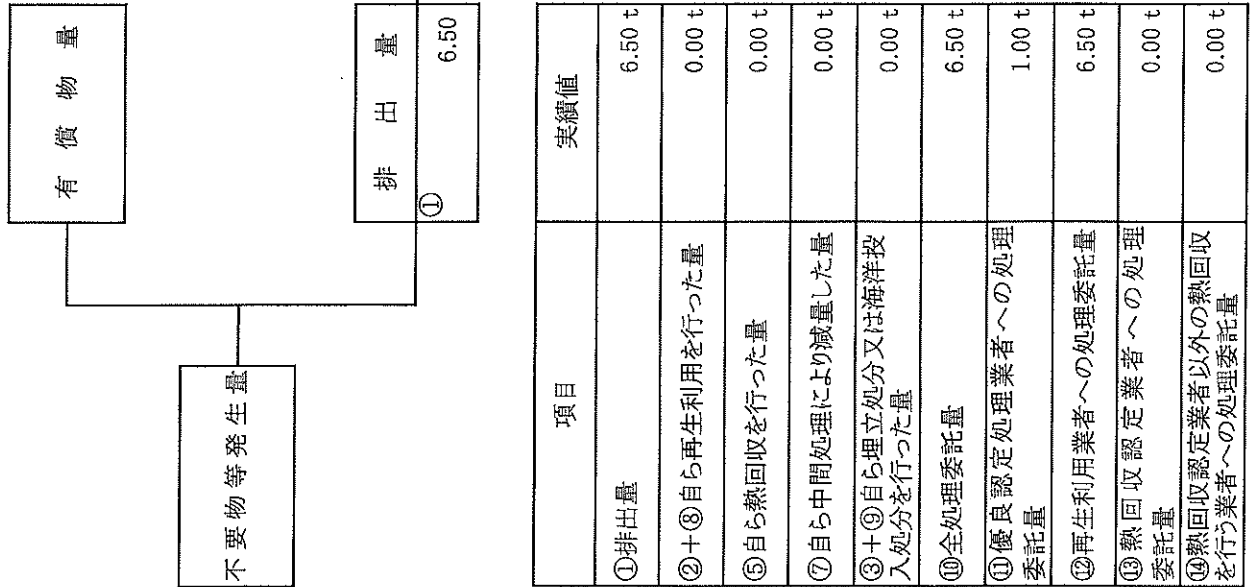 不要物等発生量
有償物量
排出量
①
6.50
項目
実績値
①排出量
6.50 t
②+⑧自ら再生利用を行った量
0.00 t
⑤自ら熱回収を行った量
0.00 t
⑦自ら中間処理により減量した量
0.00 t
③+⑨自ら埋立処分又は海洋投
入処分を行った量
0.00 t
⑩全処理委託量
6.50 t
⑪優良認定処理業者への処理
委託量
1.00 t
⑫再生利用業者への処理委託量
6.50 t
⑬熱回収認定業者への処理
委託量
0.00 t
⑭熱回収認定業者以外の熱回収
を行う業者への処理委託量
0.00 t